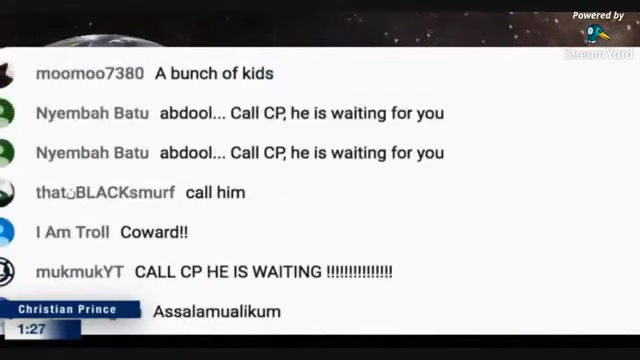 Powered by
StreamYard
moomoo7380 A bunch of kids
Nyembah Batu abdool... Call CP, he is waiting for you
Nyembah Batu abdool... Call CP, he is waiting for you
thatنBLACKsmurf call him
I Am Troll Coward!!
mukmukYT CALL CP HE IS WAITING !!!!!!!!!!!!!!!
Christian Prince Assalamualikum
1:27